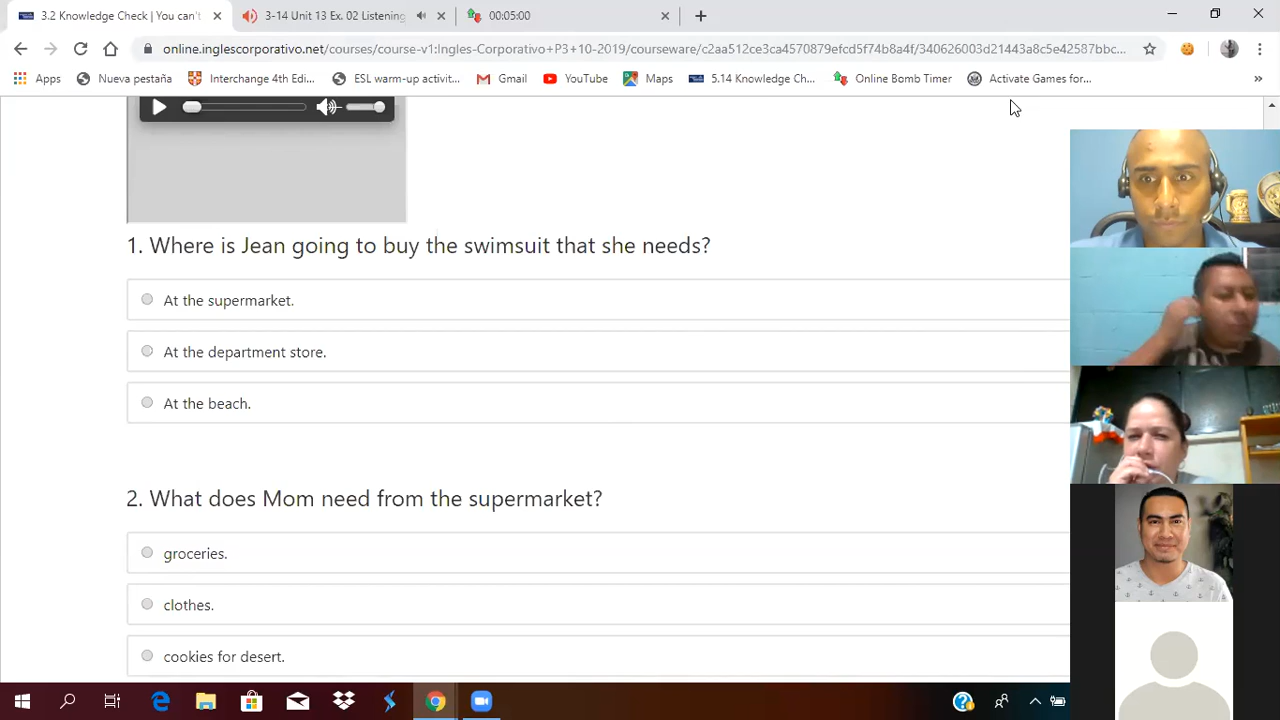 3.2 Knowledge Check | You can't
3-14 Unit 13 Ex. 02 Listening
00:05:00
online.inglescorporativo.net/courses/course-v1:Ingles-Corporativo+P3+10-2019/courseware/c2ae512ce3ca4570879efcd5f74b8a4f/340626003d21443a8c5e42587bbc...
Apps
Nueva pestaña
Interchange 4th Edi...
ESL warm-up activit...
Gmail
YouTube
Maps
5.14 Knowledge Ch...
Online Bomb Timer
Activate Games for...
»
1. Where is Jean going to buy the swimsuit that she needs?
At the supermarket.
At the department store.
At the beach.
2. What does Mom need from the supermarket?
groceries.
clothes.
cookies for desert.